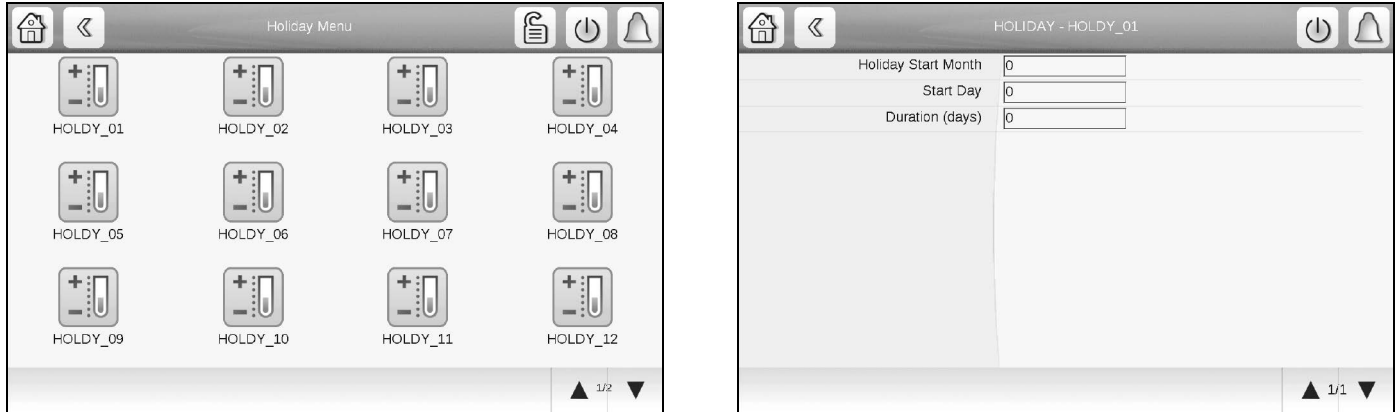 Holiday Menu
HOLDY_01 HOLDY_02 HOLDY_03 HOLDY_04
HOLDY_05 HOLDY_06 HOLDY_07 HOLDY_08
HOLDY_09 HOLDY_10 HOLDY_11 HOLDY_12
1/2
HOLIDAY - HOLDY_01
Holiday Start Month 0
Start Day 0
Duration (days) 0
1/1